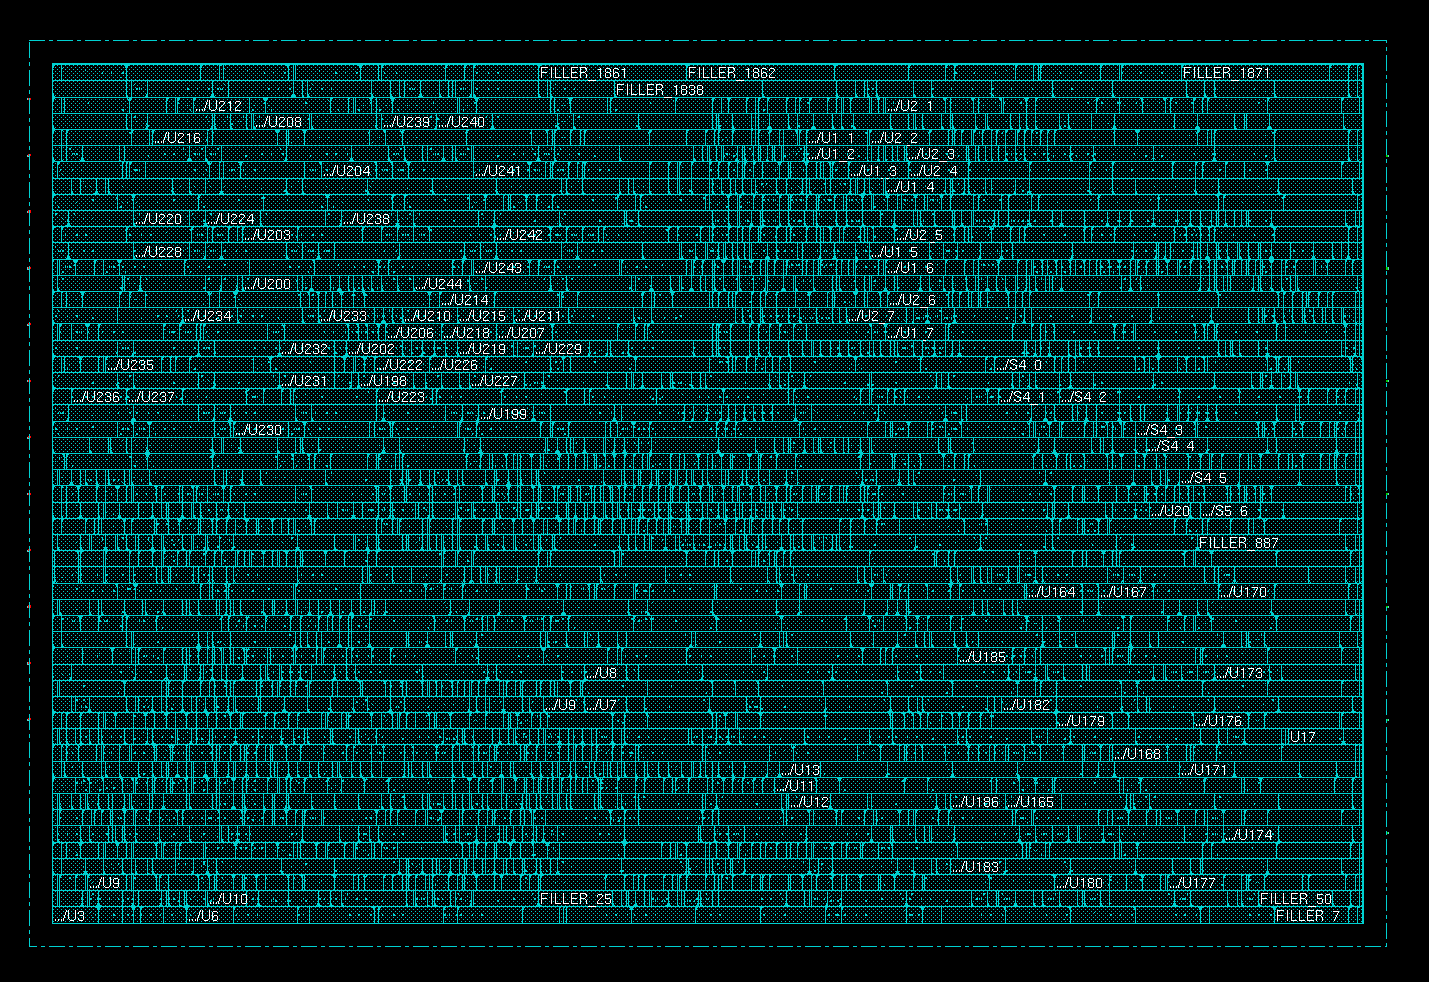 FILLER_1861 FILLER_1862 FILLER_1871
FILLER_1838
.../U212 .../U2_1
.../U208 .../U239 .../U240
.../U216 .../U1_1 .../U2_2
.../U1_2 .../U2_3
.../U204 .../U241 .../U1_3 .../U2_4
.../U1_4
.../U220 .../U224 .../U238
.../U203 .../U242 .../U2_5
.../U228 .../U1_5
.../U243 .../U1_6
.../U200 .../U244
.../U214 .../U2_6
.../U234 .../U233 .../U210 .../U215 .../U211 .../U2_7
.../U206 .../U218 .../U207 .../U1_7
.../U232 .../U202 .../U219 .../U229
.../U235 .../U222 .../U226 .../S4_0
.../U231 .../U198 .../U227
.../U236 .../U237 .../U223 .../S4_1 .../S4_2
.../U199
.../U230 .../S4_3
.../S4_4
.../S4_5
.../U20 .../S5_6
FILLER_887
.../U164 .../U167 .../U170
.../U185
.../U8 .../U173
.../U9 .../U7 .../U182
.../U179 .../U176
U17
.../U168
.../U13 .../U171
.../U11
.../U12 .../U186 .../U165
.../U174
.../U183
.../U9 .../U180 .../U177
.../U10 FILLER_25 FILLER_50
.../U3 .../U6 FILLER_7